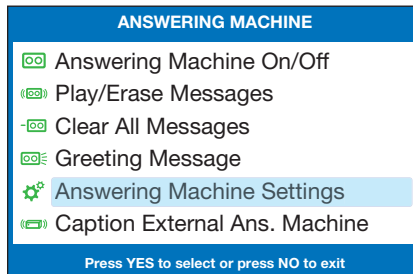 ANSWERING MACHINE
Answering Machine On/Off
Play/Erase Messages
Clear All Messages
Greeting Message
Answering Machine Settings
Caption External Ans. Machine
Press YES to select or press NO to exit